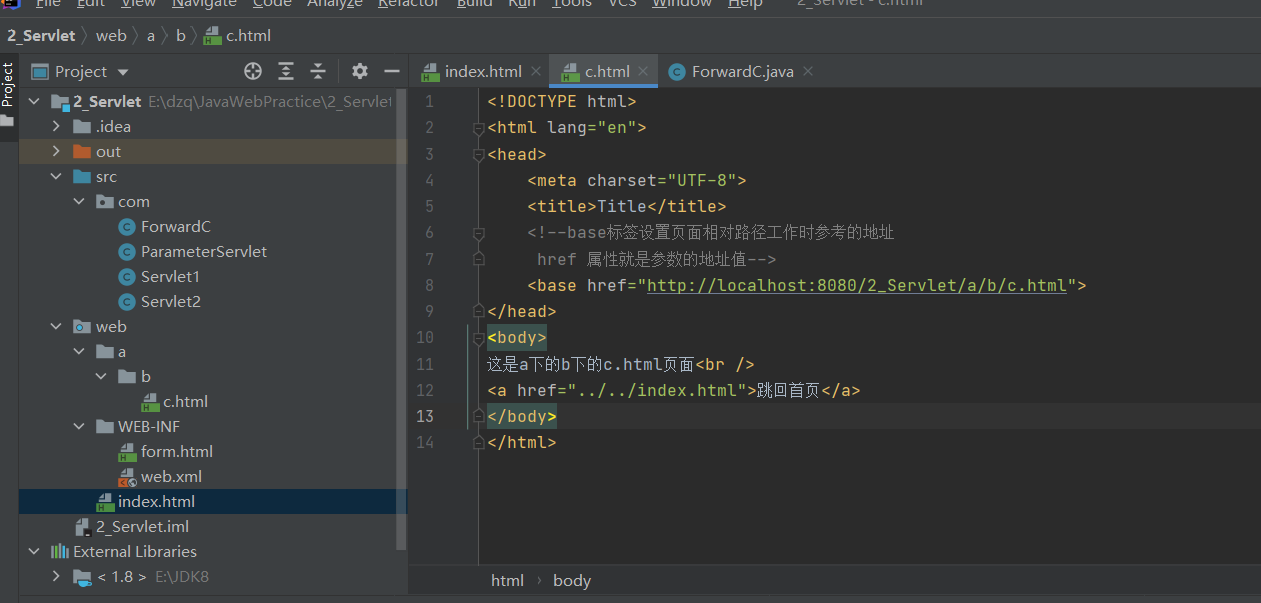 File Edit View Navigate Code Analyze Refactor Build Run Tools VCS Window Help 2_Servlet - c.html
2_Servlet web a b c.html
Project
Project
index.html c.html ForwardC.java
2_Servlet E:\dzq\JavaWebPractice\2_Servlet
.idea
out
src
com
ForwardC
ParameterServlet
Servlet1
Servlet2
web
a
b
c.html
WEB-INF
form.html
web.xml
index.html
2_Servlet.iml
External Libraries
< 1.8 > E:\JDK8
1 <!DOCTYPE html>
2 <html lang="en">
3 <head>
4 <meta charset="UTF-8">
5 <title>Title</title>
6 <!--base标签设置页面相对路径工作时参考的地址
7 href 属性就是参数的地址值-->
8 <base href="http://localhost:8080/2_Servlet/a/b/c.html">
9 </head>
10 <body>
11 这是a下的b下的c.html页面<br />
12 <a href="../../index.html">跳回首页</a>
13 </body>
14 </html>
html › body